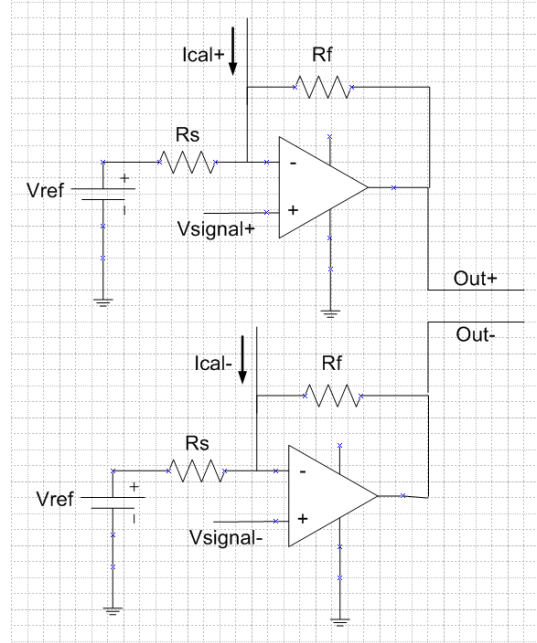 Ical+
Rf
Rs
Vref
+
-
+
Vsignal+
Out+
Out-
Ical-
Rf
Rs
Vref
+
-
+
Vsignal-